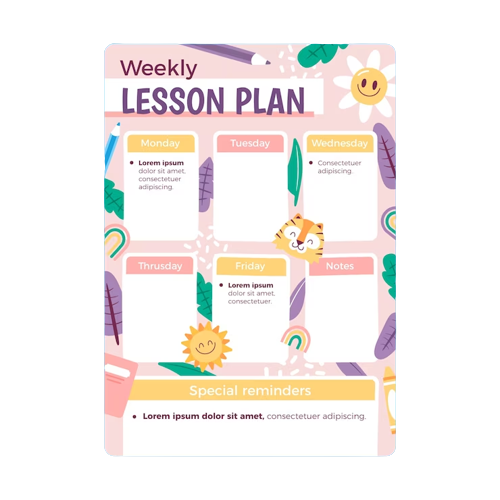 Weekly
LESSON PLAN
Monday
Tuesday
Wednesday
Lorem ipsum
dolor sit amet,
consectetuer
adipiscing.
Consectetuer
adipiscing.
Thrusday
Friday
Notes
Lorem ipsum
dolor sit amet,
consectetuer.
Special reminders
Lorem ipsum dolor sit amet, consectetuer adipiscing.